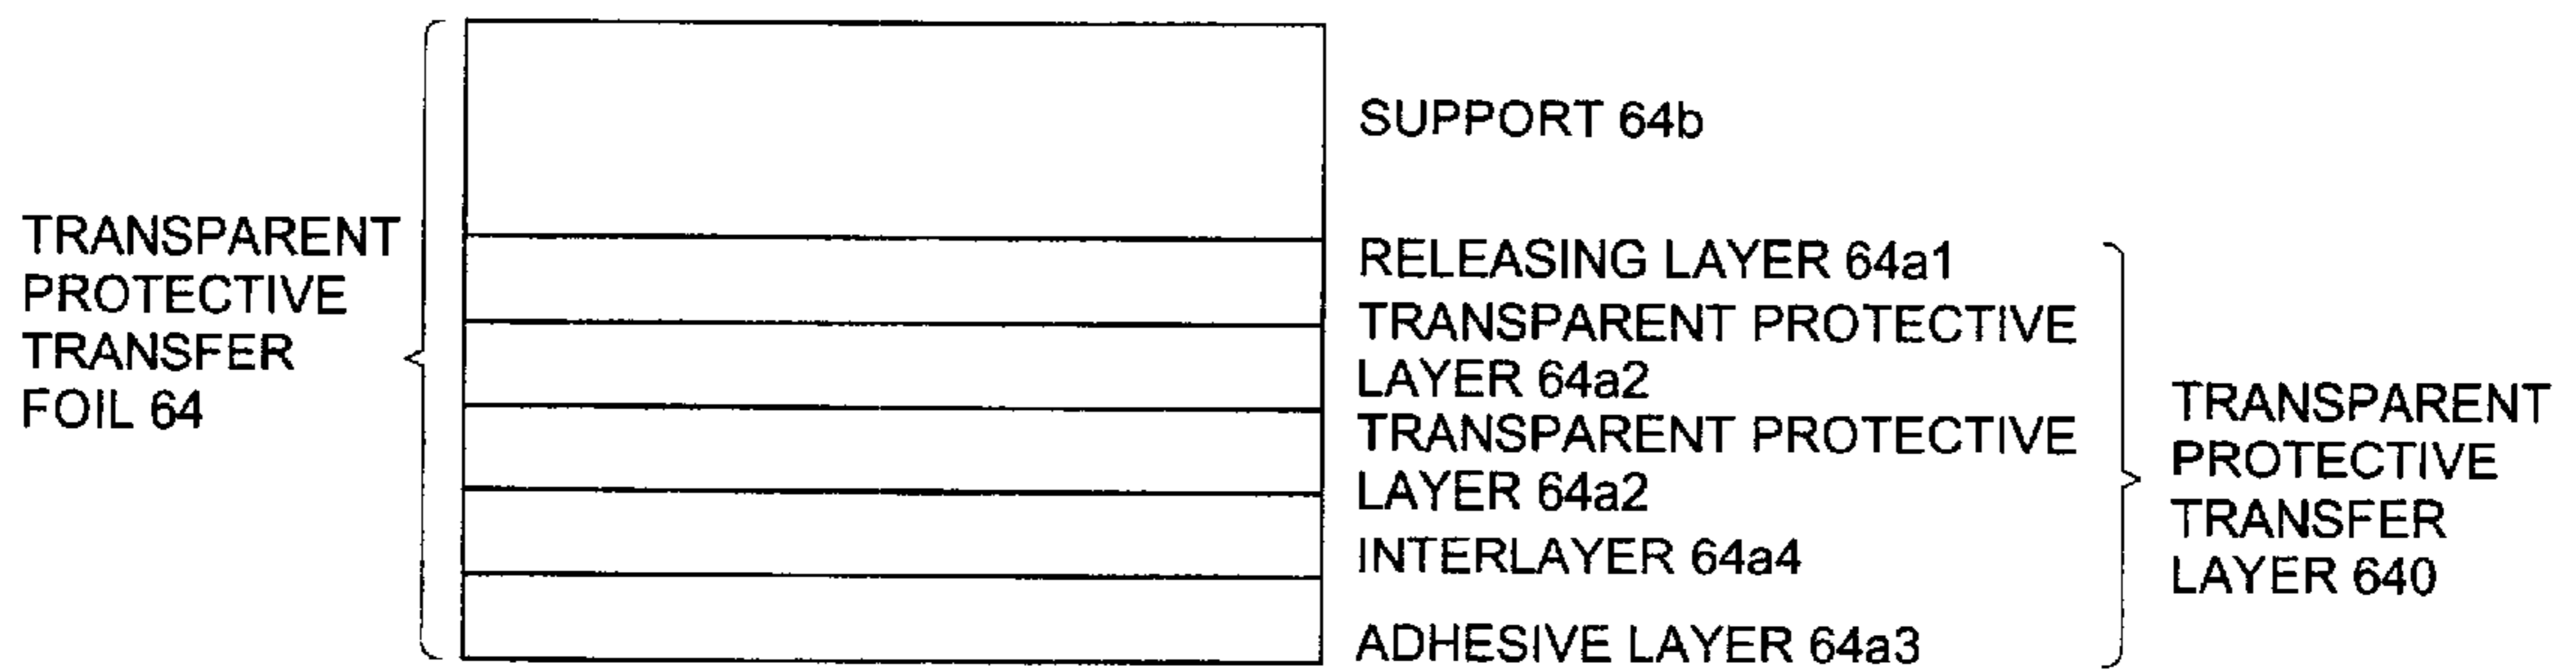 TRANSPARENT
PROTECTIVE
TRANSFER
FOIL 64
SUPPORT 64b
RELEASING LAYER 64a1
TRANSPARENT PROTECTIVE
LAYER 64a2
TRANSPARENT PROTECTIVE
LAYER 64a2
INTERLAYER 64a4
ADHESIVE LAYER 64a3
TRANSPARENT
PROTECTIVE
TRANSFER
LAYER 640